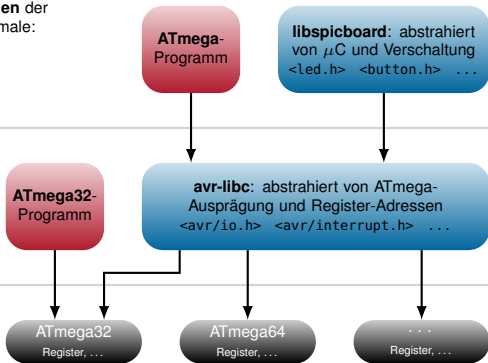 en der
male:
ATmega-
Programm
libspicboard: abstrahiert
von μC und Verschaltung
<led.h> <button.h> ...
ATmega32-
Programm
avr-libc: abstrahiert von ATmega-
Ausprägung und Register-Adressen
<avr/io.h> <avr/interrupt.h> ...
ATmega32
Register, ...
ATmega64
Register, ...
...
Register, ...